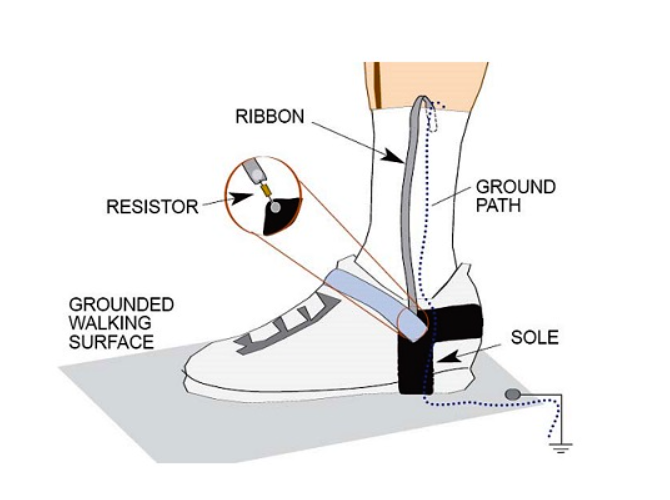 RIBBON
RESISTOR
GROUND
PATH
GROUNDED
WALKING
SURFACE
SOLE